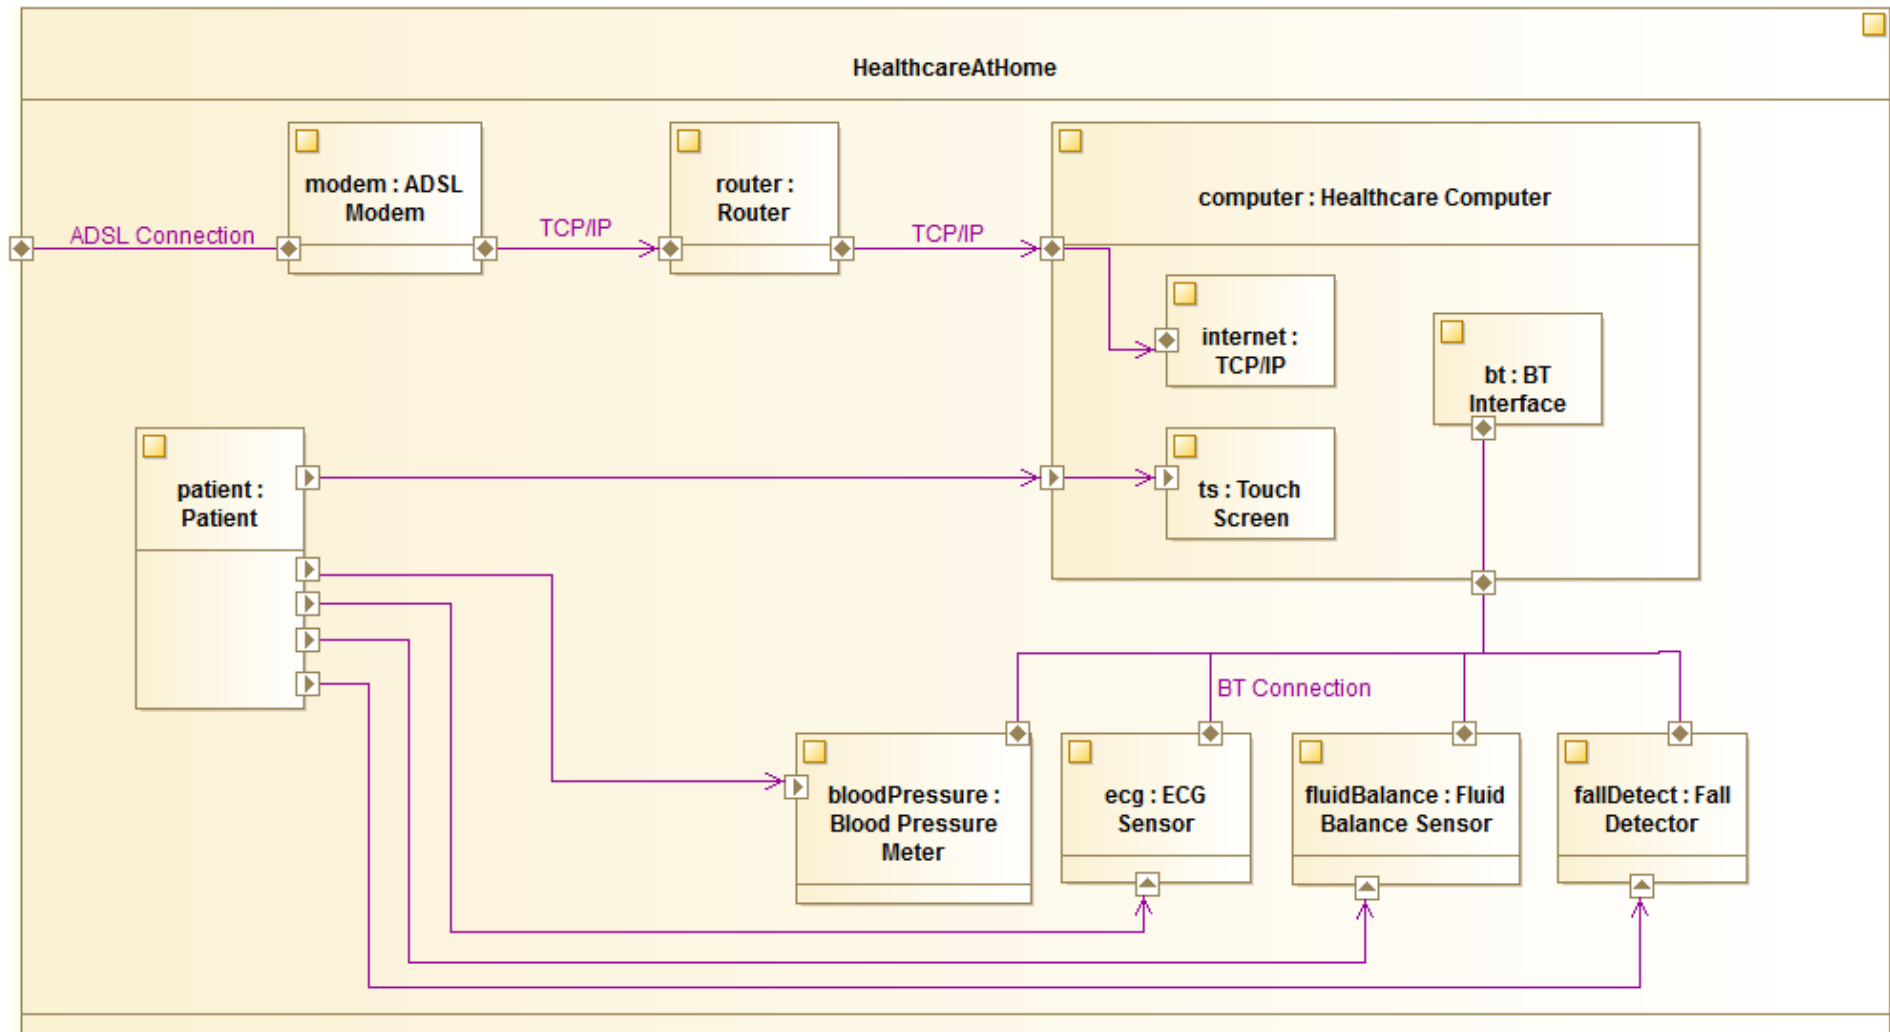 HealthcareAtHome
modem : ADSL
Modem
router :
Router
computer : Healthcare Computer
ADSL Connection
TCP/IP
TCP/IP
internet :
TCP/IP
bt : BT
Interface
patient :
Patient
ts : Touch
Screen
BT Connection
bloodPressure :
Blood Pressure
Meter
ecg : ECG
Sensor
fluidBalance : Fluid
Balance Sensor
fallDetect : Fall
Detector